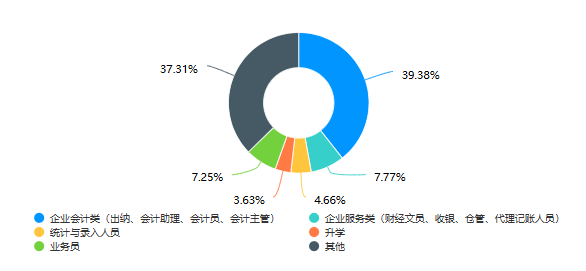 37.31%
39.38%
7.25%
7.77%
3.63%
4.66%
企业会计类（出纳、会计助理、会计员、会计主管）
企业服务类（财经文员、收银、仓管、代理记账人员）
统计与录入人员
升学
业务员
其他